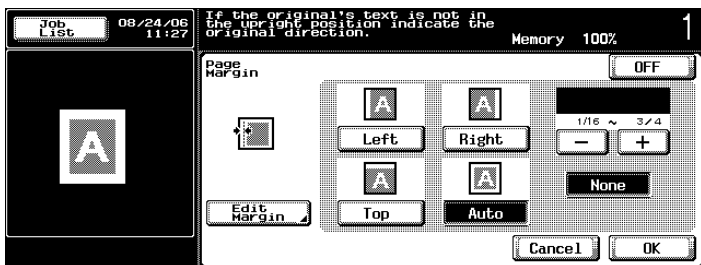 Job
List
08/24/06
11:27
If the original's text is not in
the upright position indicate the
original direction.
Memory 100%
1
A
Page
Margin
OFF
A
A
Left
Right
1/16 ~ 3/4
- +
A
A
None
Edit
Margin
Top
Auto
Cancel
OK